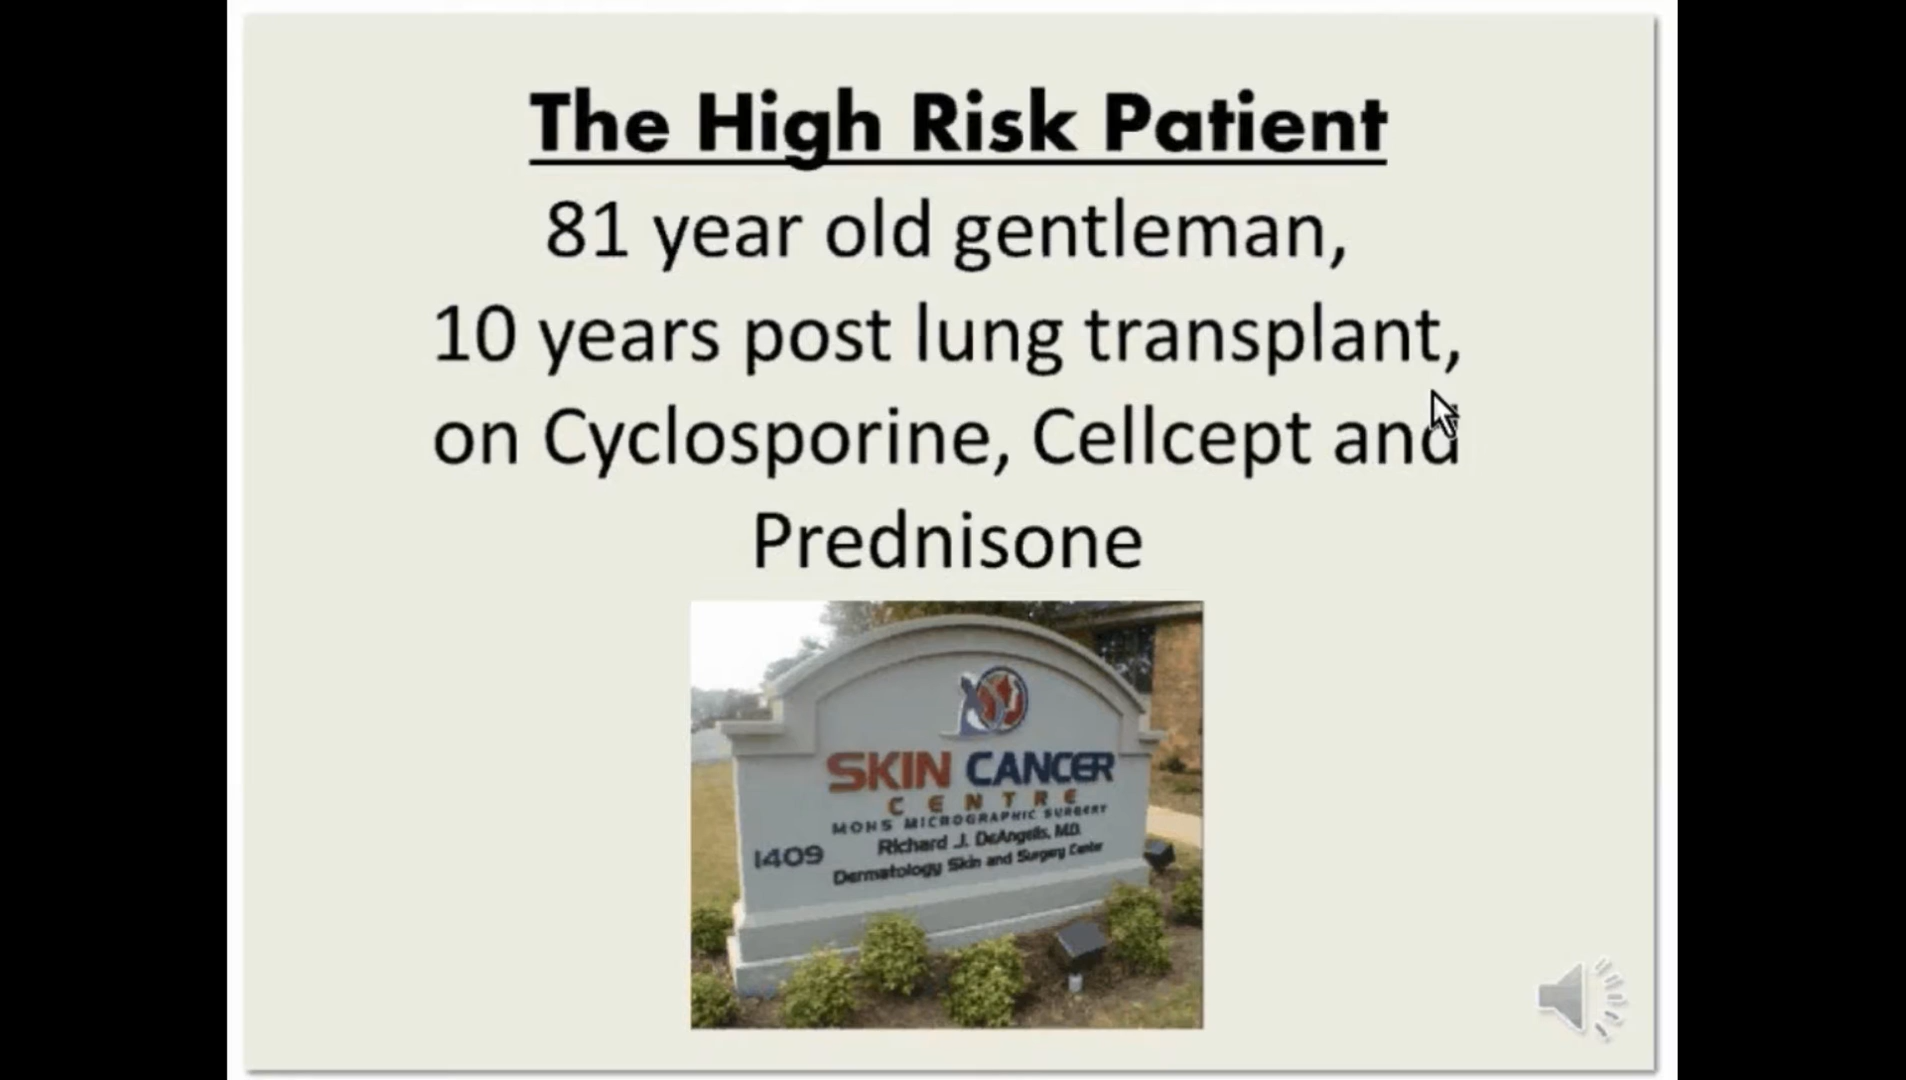 The High Risk Patient
81 year old gentleman,
10 years post lung transplant,
on Cyclosporine, Cellcept and
Prednisone
SKIN CANCER
CENTRE
MOHS MICROGRAPHIC SURGERY
Richard J. DeAngelis, M.D.
1409
Dermatology Skin and Surgery Center